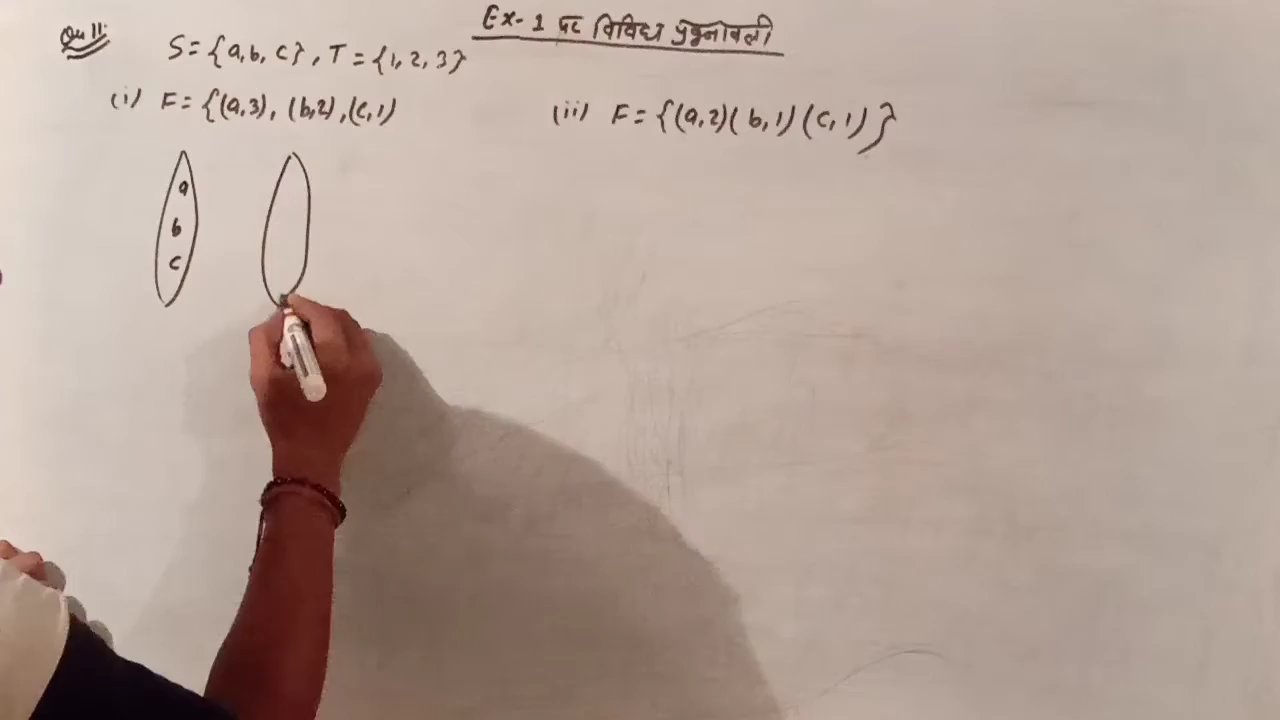 Ex-1 पर विविध प्रश्नावली
Qu 11:
S = {a, b, c}, T = {1, 2, 3}
(i) F = {(a,3), (b,2), (c,1)
(ii) F = {(a,2)(b,1)(c,1)}
a
b
c